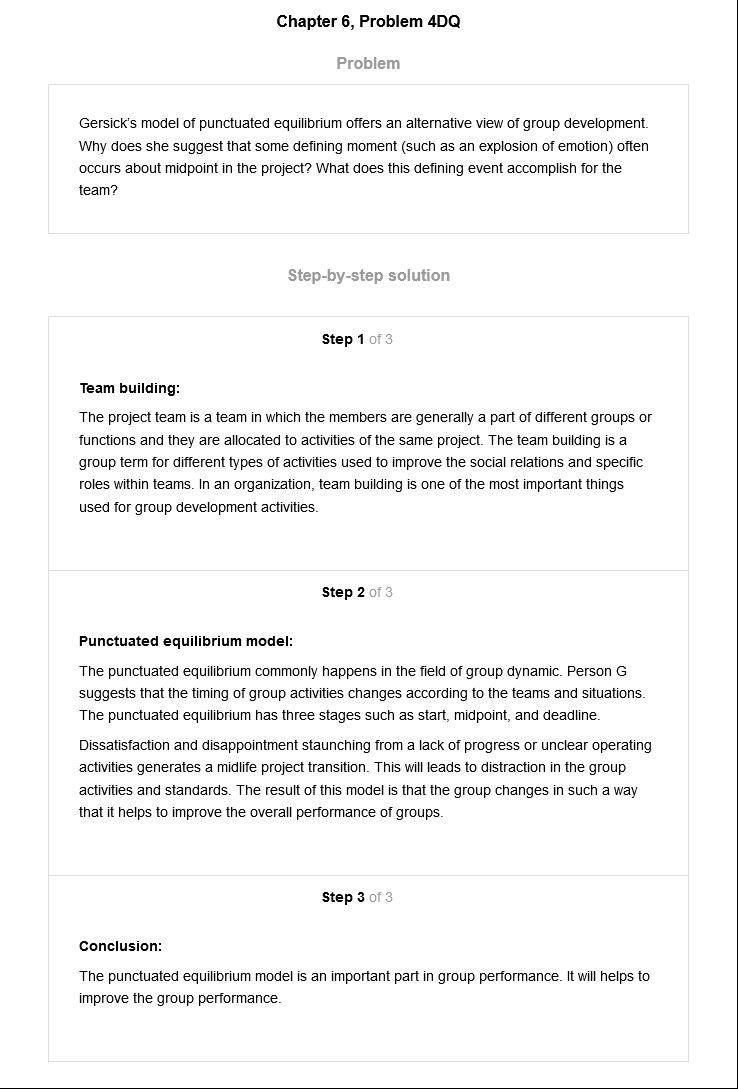 Chapter 6, Problem 4DQ
Problem
Gersick's model of punctuated equilibrium offers an alternative view of group development.
Why does she suggest that some defining moment (such as an explosion of emotion) often
occurs about midpoint in the project? What does this defining event accomplish for the
team?
Step-by-step solution
Step 1 of 3
Team building:
The project team is a team in which the members are generally a part of different groups or
functions and they are allocated to activities of the same project. The team building is a
group term for different types of activities used to improve the social relations and specific
roles within teams. In an organization, team building is one of the most important things
used for group development activities.
Step 2 of 3
Punctuated equilibrium model:
The punctuated equilibrium commonly happens in the field of group dynamic. Person G
suggests that the timing of group activities changes according to the teams and situations.
The punctuated equilibrium has three stages such as start, midpoint, and deadline.
Dissatisfaction and disappointment staunching from a lack of progress or unclear operating
activities generates a midlife project transition. This will leads to distraction in the group
activities and standards. The result of this model is that the group changes in such a way
that it helps to improve the overall performance of groups.
Step 3 of 3
Conclusion:
The punctuated equilibrium model is an important part in group performance. It will helps to
improve the group performance.